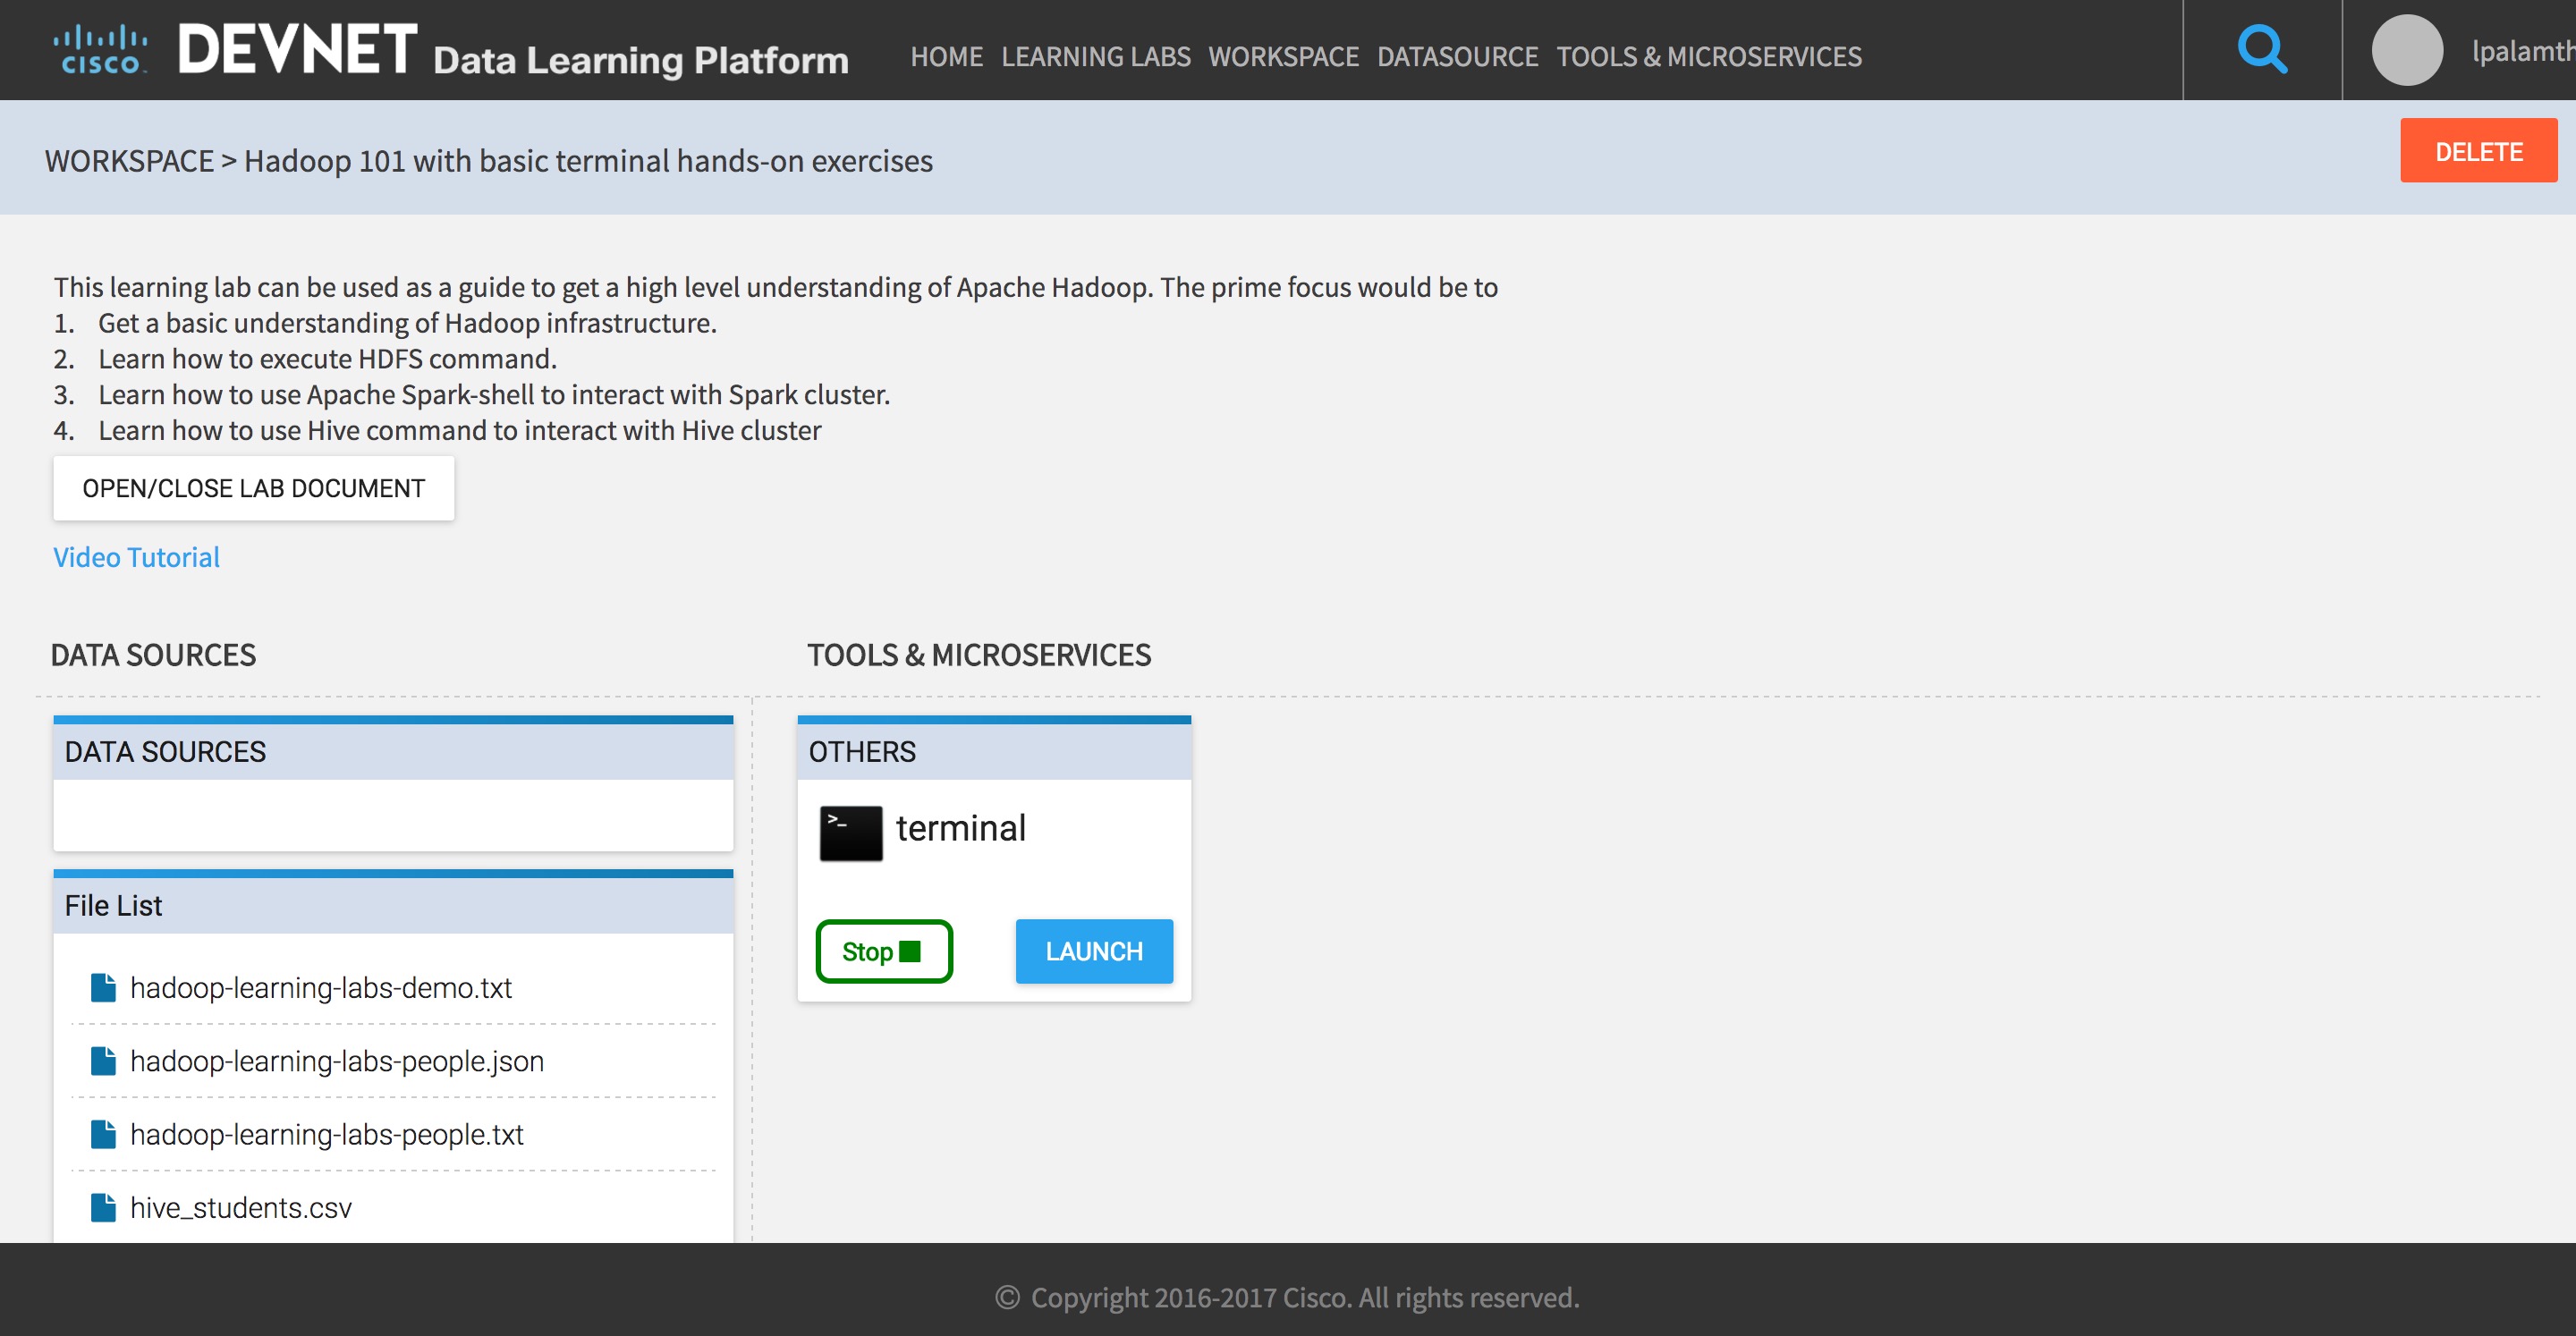 CISCO DEVNET Data Learning Platform HOME LEARNING LABS WORKSPACE DATASOURCE TOOLS & MICROSERVICES
WORKSPACE > Hadoop 101 with basic terminal hands-on exercises DELETE
This learning lab can be used as a guide to get a high level understanding of Apache Hadoop. The prime focus would be to
1. Get a basic understanding of Hadoop infrastructure.
2. Learn how to execute HDFS command.
3. Learn how to use Apache Spark-shell to interact with Spark cluster.
4. Learn how to use Hive command to interact with Hive cluster
OPEN/CLOSE LAB DOCUMENT
Video Tutorial
DATA SOURCES
DATA SOURCES
File List
hadoop-learning-labs-demo.txt
hadoop-learning-labs-people.json
hadoop-learning-labs-people.txt
hive_students.csv
TOOLS & MICROSERVICES
OTHERS
>_ terminal
Stop LAUNCH
© Copyright 2016-2017 Cisco. All rights reserved.